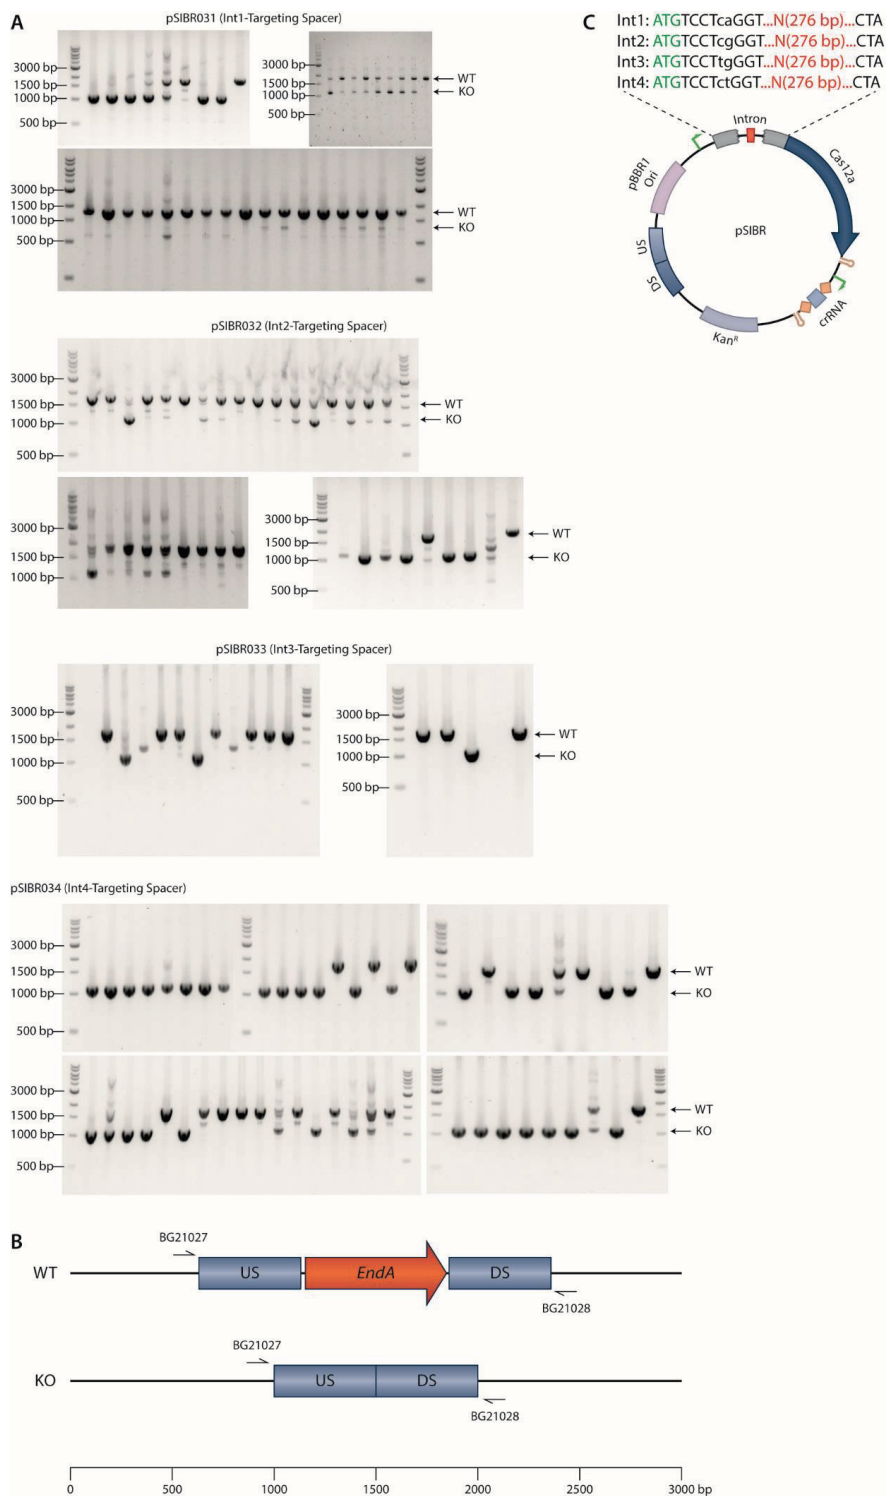 A
pSIBR031 (Int1-Targeting Spacer)
3000 bp
1500 bp
1000 bp
500 bp
3000 bp
1500 bp
1000 bp
500 bp
WT
KO
3000 bp
1500 bp
1000 bp
500 bp
WT
KO
pSIBR032 (Int2-Targeting Spacer)
3000 bp
1500 bp
1000 bp
500 bp
WT
KO
3000 bp
1500 bp
1000 bp
3000 bp
1500 bp
1000 bp
500 bp
WT
KO
pSIBR033 (Int3-Targeting Spacer)
3000 bp
1500 bp
1000 bp
500 bp
3000 bp
1500 bp
1000 bp
500 bp
WT
KO
pSIBR034 (Int4-Targeting Spacer)
3000 bp
1500 bp
1000 bp
500 bp
WT
KO
3000 bp
1500 bp
1000 bp
500 bp
WT
KO
C
Int1: ATGTCCTcaGGT...N(276 bp)...CTA
Int2: ATGTCCTcgGGT...N(276 bp)...CTA
Int3: ATGTCCTtgGGT...N(276 bp)...CTA
Int4: ATGTCCTctGGT...N(276 bp)...CTA
Intron
Cas12a
pBBR1
Ori
pSIBR
US
DS
crRNA
Kanᴿ
B
WT
BG21027
US
EndA
DS
BG21028
KO
BG21027
US
DS
BG21028
0 500 1000 1500 2000 2500 3000 bp